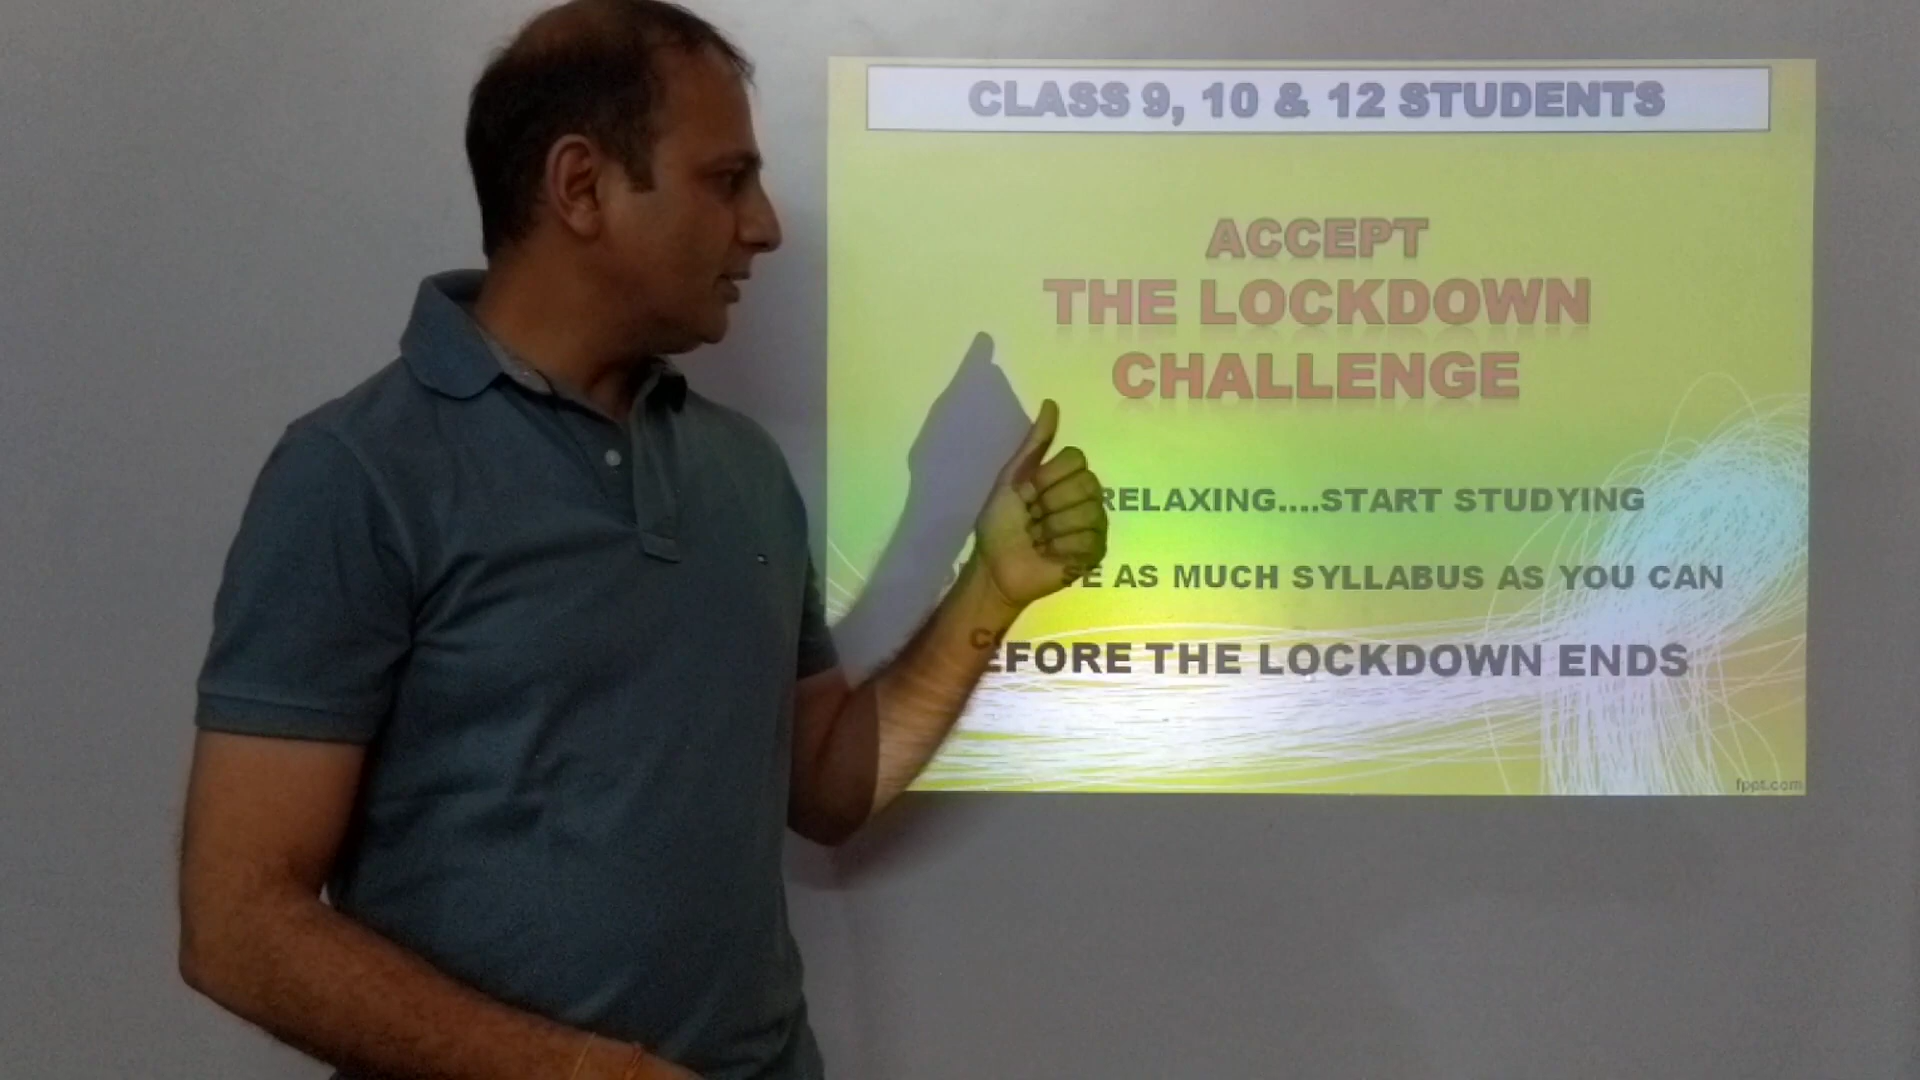 CLASS 9, 10 & 12 STUDENTS
ACCEPT
THE LOCKDOWN
CHALLENGE
RELAXING....START STUDYING
SE AS MUCH SYLLABUS AS YOU CAN
EFORE THE LOCKDOWN ENDS
fppt.com